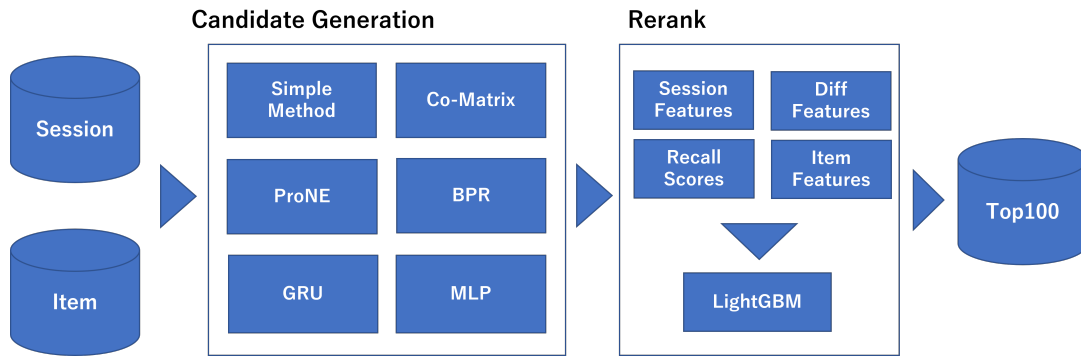 Candidate Generation
Rerank
Session
Item
Simple
Method
Co-Matrix
ProNE
BPR
GRU
MLP
Session
Features
Diff
Features
Recall
Scores
Item
Features
LightGBM
Top100